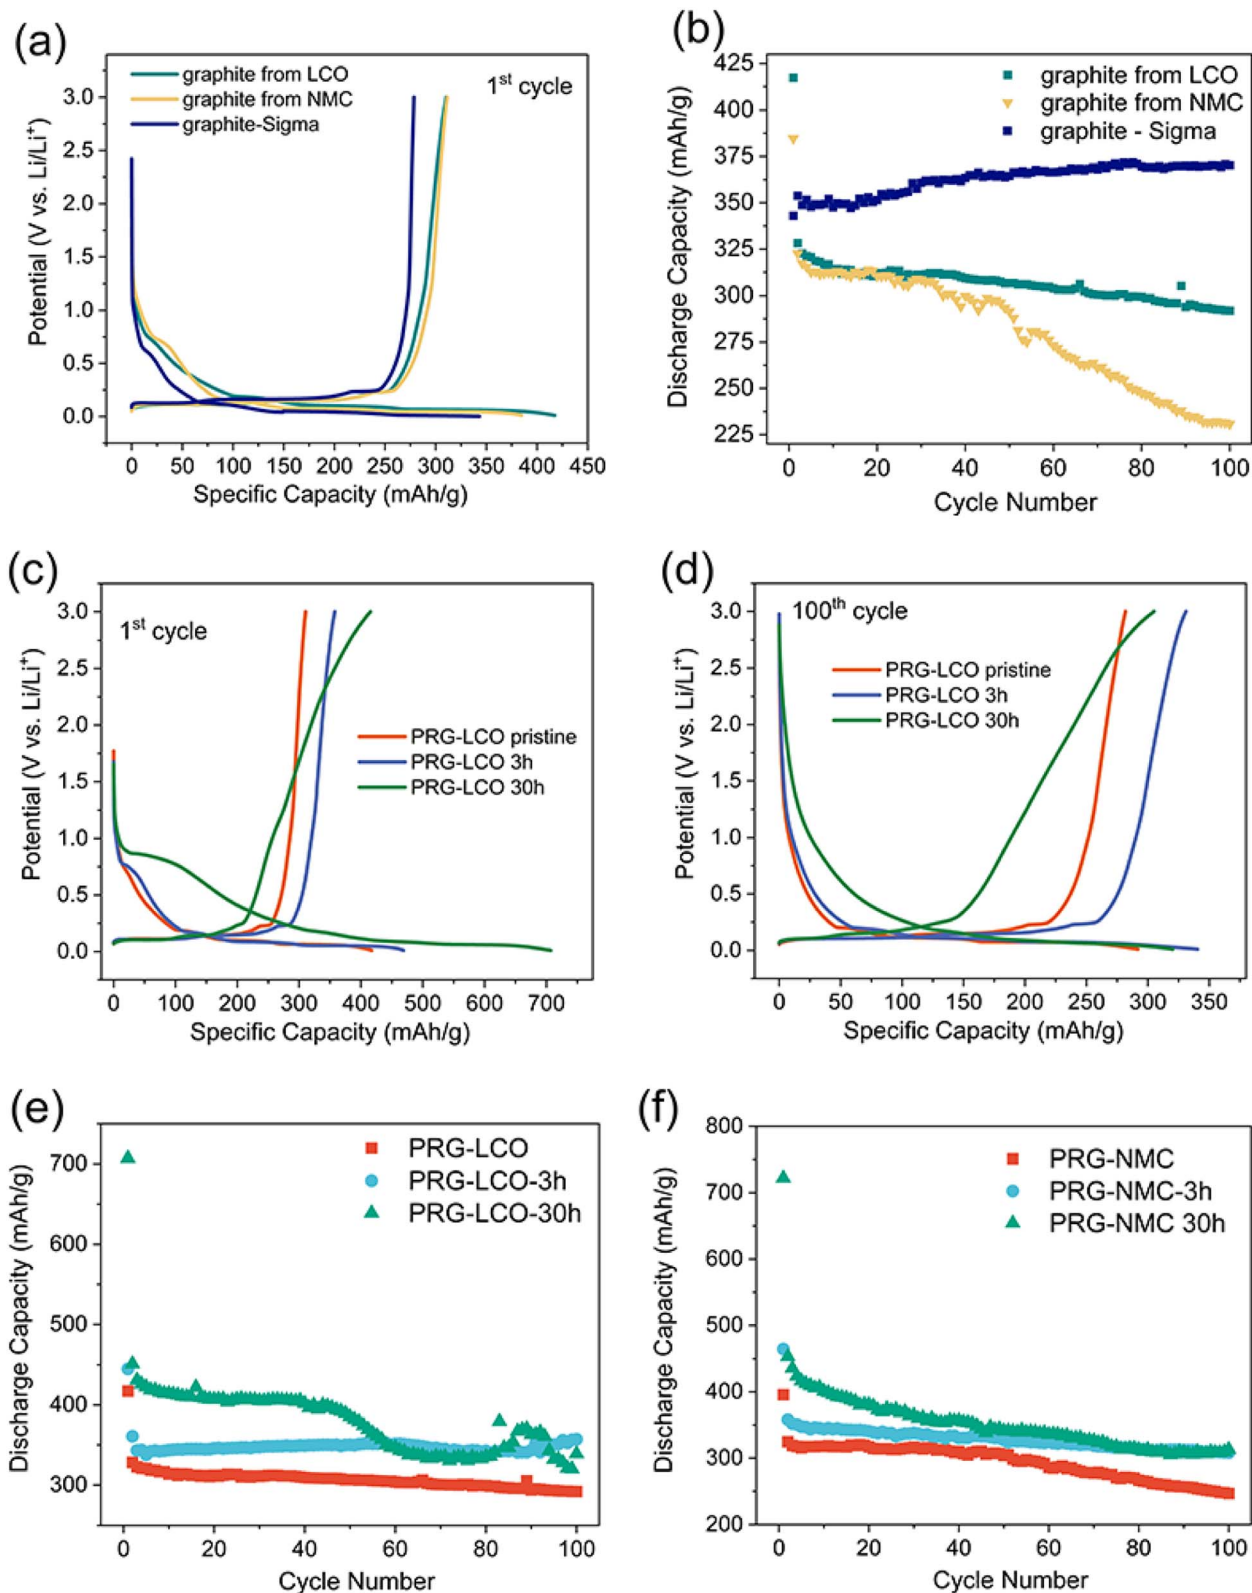 (a)
graphite from LCO
graphite from NMC
graphite-Sigma
1st cycle
3.0
2.5
2.0
1.5
1.0
0.5
0.0
Potential (V vs. Li/Li+)
0 50 100 150 200 250 300 350 400 450
Specific Capacity (mAh/g)
(b)
graphite from LCO
graphite from NMC
graphite - Sigma
425
400
375
350
325
300
275
250
225
Discharge Capacity (mAh/g)
0 20 40 60 80 100
Cycle Number
(c)
1st cycle
PRG-LCO pristine
PRG-LCO 3h
PRG-LCO 30h
3.0
2.5
2.0
1.5
1.0
0.5
0.0
Potential (V vs. Li/Li+)
0 100 200 300 400 500 600 700
Specific Capacity (mAh/g)
(d)
100th cycle
PRG-LCO pristine
PRG-LCO 3h
PRG-LCO 30h
3.0
2.5
2.0
1.5
1.0
0.5
0.0
Potential (V vs. Li/Li+)
0 50 100 150 200 250 300 350
Specific Capacity (mAh/g)
(e)
PRG-LCO
PRG-LCO-3h
PRG-LCO-30h
700
600
500
400
300
Discharge Capacity (mAh/g)
0 20 40 60 80 100
Cycle Number
(f)
PRG-NMC
PRG-NMC-3h
PRG-NMC 30h
800
700
600
500
400
300
200
Discharge Capacity (mAh/g)
0 20 40 60 80 100
Cycle Number